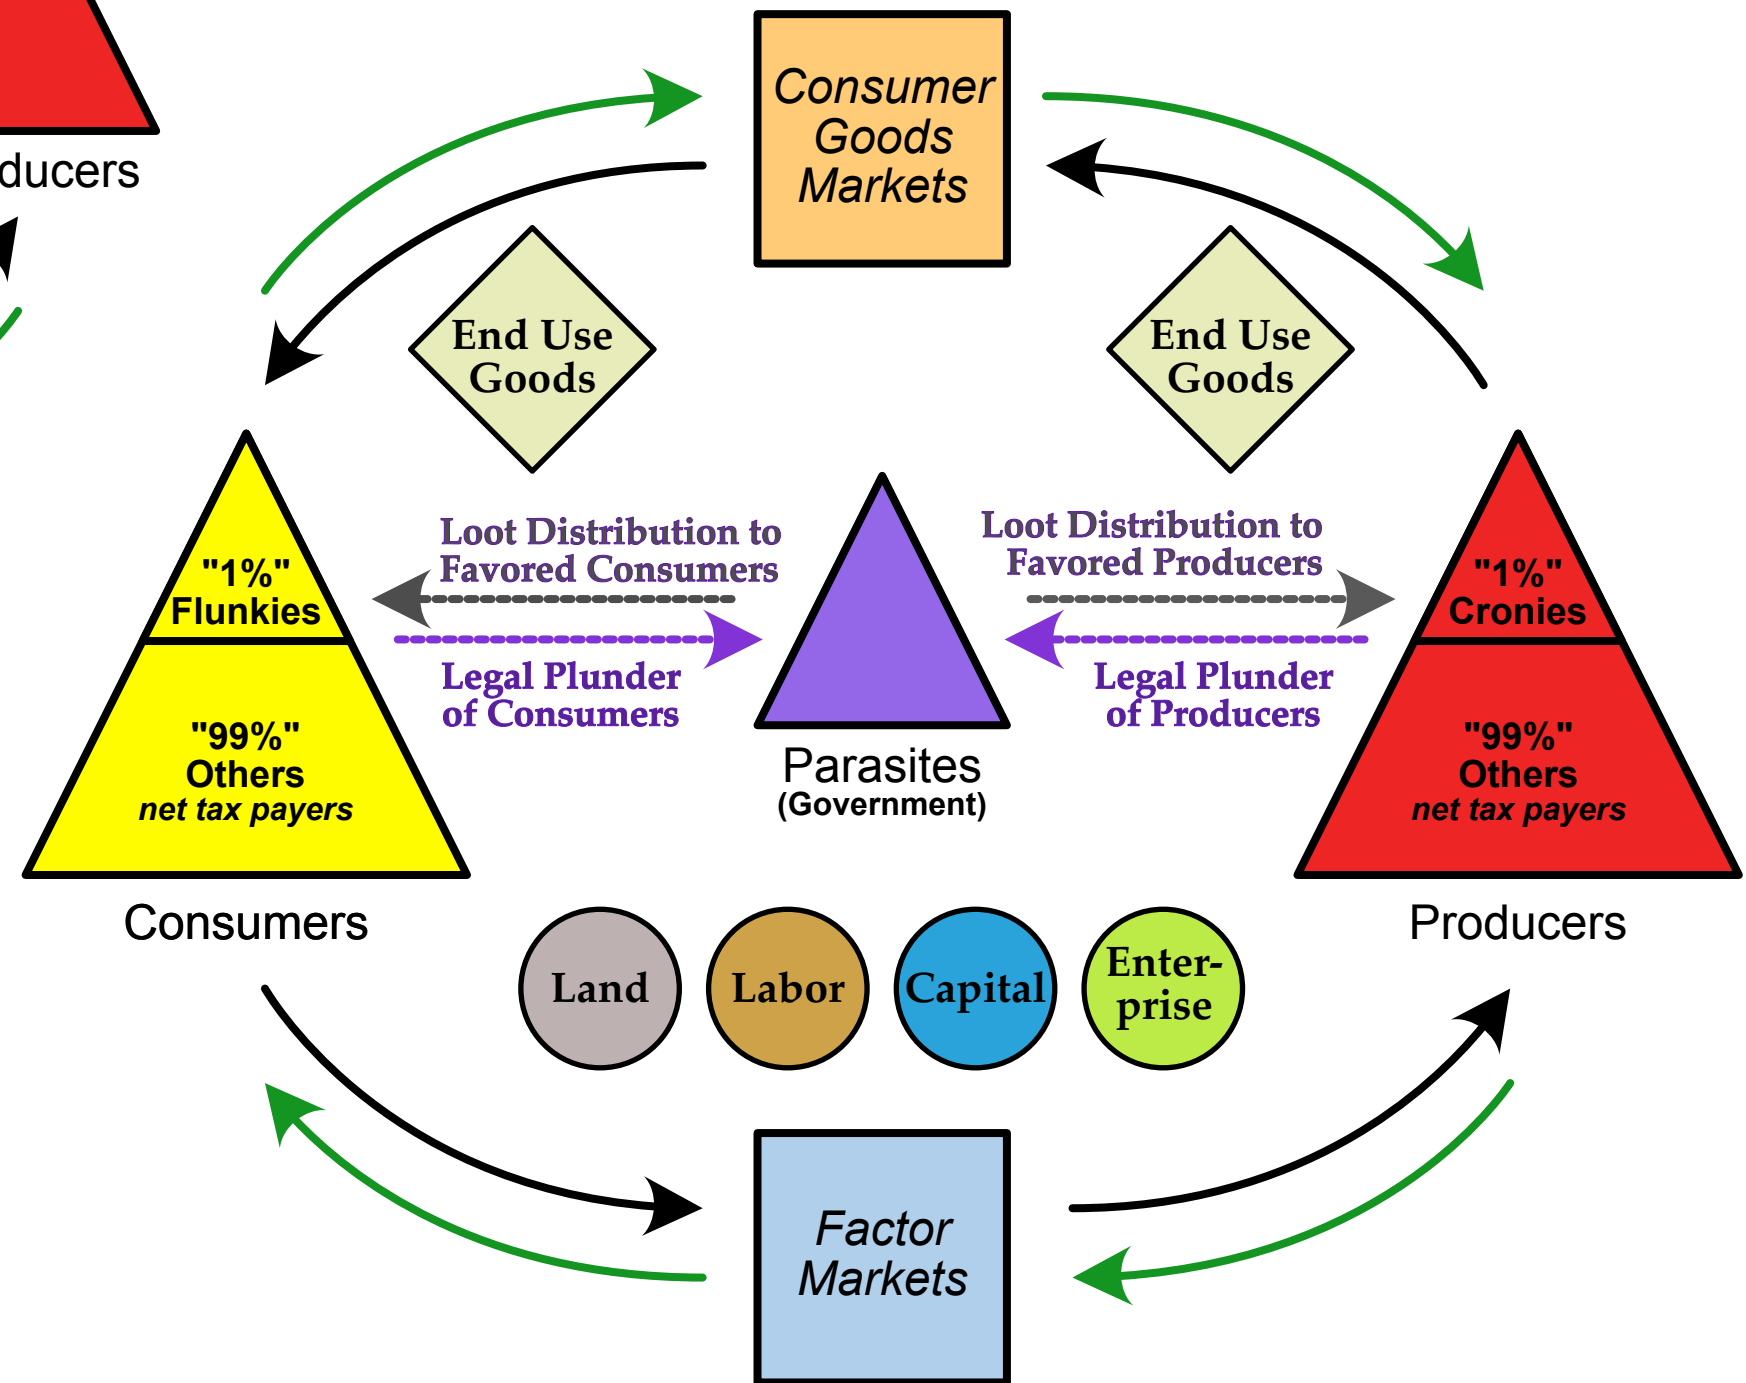 Consumer
Goods
Markets
ducers
End Use
Goods
End Use
Goods
Loot Distribution to
Favored Consumers
Loot Distribution to
Favored Producers
"1%"
Flunkies
"1%"
Cronies
Legal Plunder
of Consumers
Legal Plunder
of Producers
"99%"
Others
net tax payers
"99%"
Others
net tax payers
Parasites
(Government)
Consumers
Producers
Land
Labor
Capital
Enter-
prise
Factor
Markets